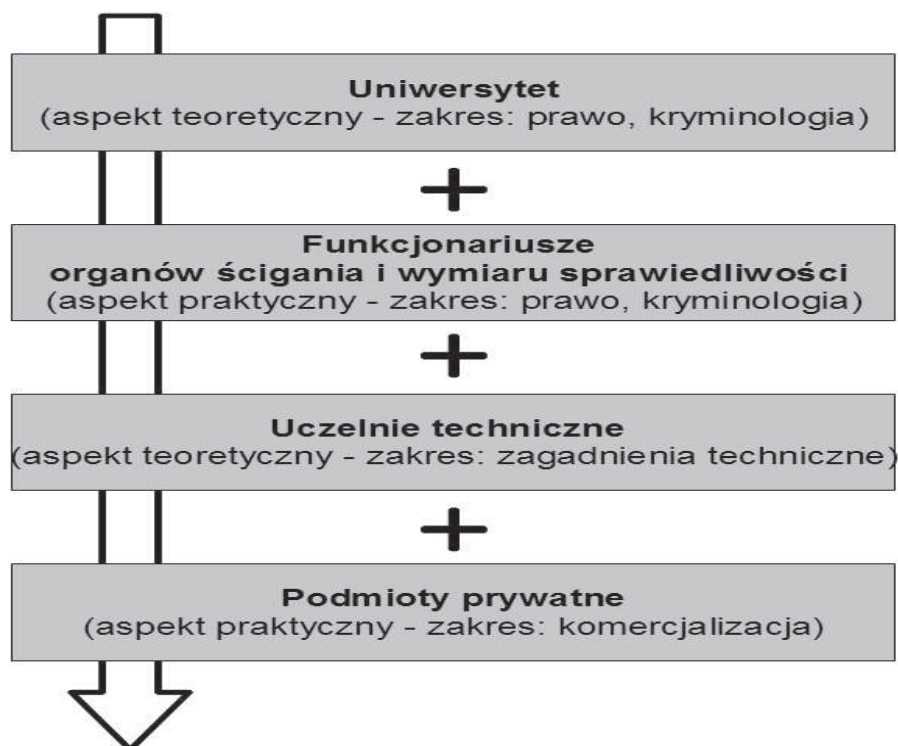 Uniwersytet
(aspekt teoretyczny - zakres: prawo, kryminologia)
+
Funkcjonariusze
organów ścigania i wymiaru sprawiedliwości
(aspekt praktyczny - zakres: prawo, kryminologia)
+
Uczelnie techniczne
(aspekt teoretyczny - zakres: zagadnienia techniczne)
+
Podmioty prywatne
(aspekt praktyczny - zakres: komercjalizacja)